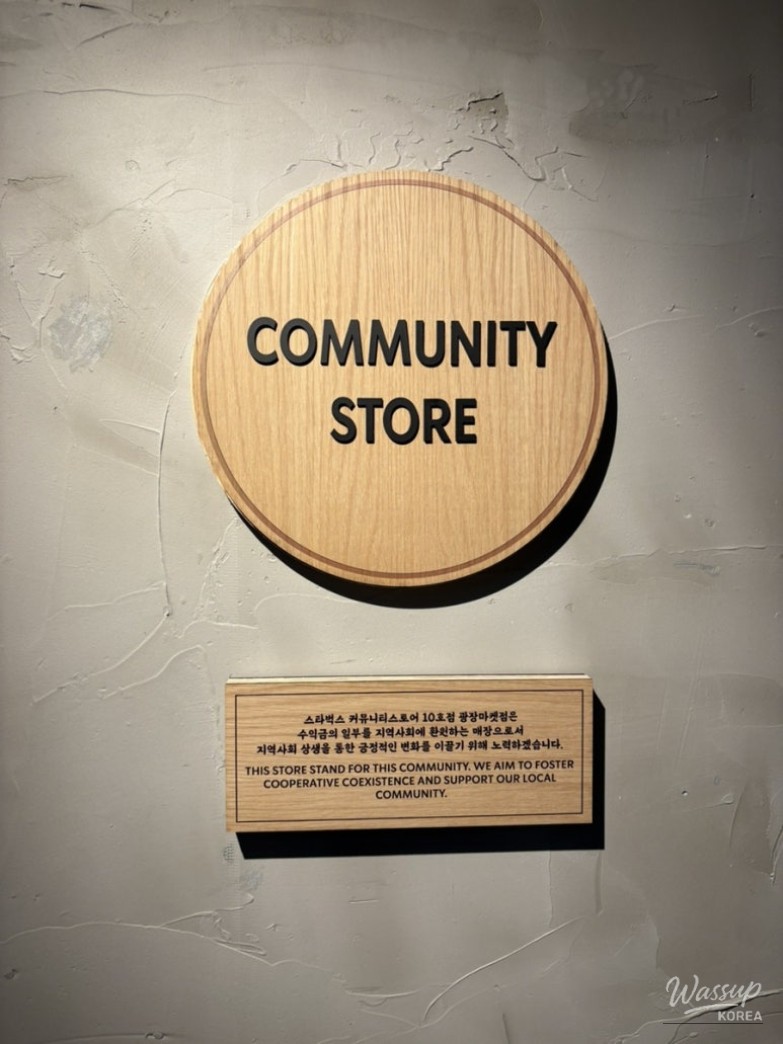 COMMUNITY
STORE
스타벅스 커뮤니티스토어 10호점 광장마켓점은
수익금의 일부를 지역사회에 환원하는 매장으로서
지역사회 상생을 통한 긍정적인 변화를 이끌기 위해 노력하겠습니다.
THIS STORE STAND FOR THIS COMMUNITY. WE AIM TO FOSTER
COOPERATIVE COEXISTENCE AND SUPPORT OUR LOCAL
COMMUNITY.
Wassup
KOREA